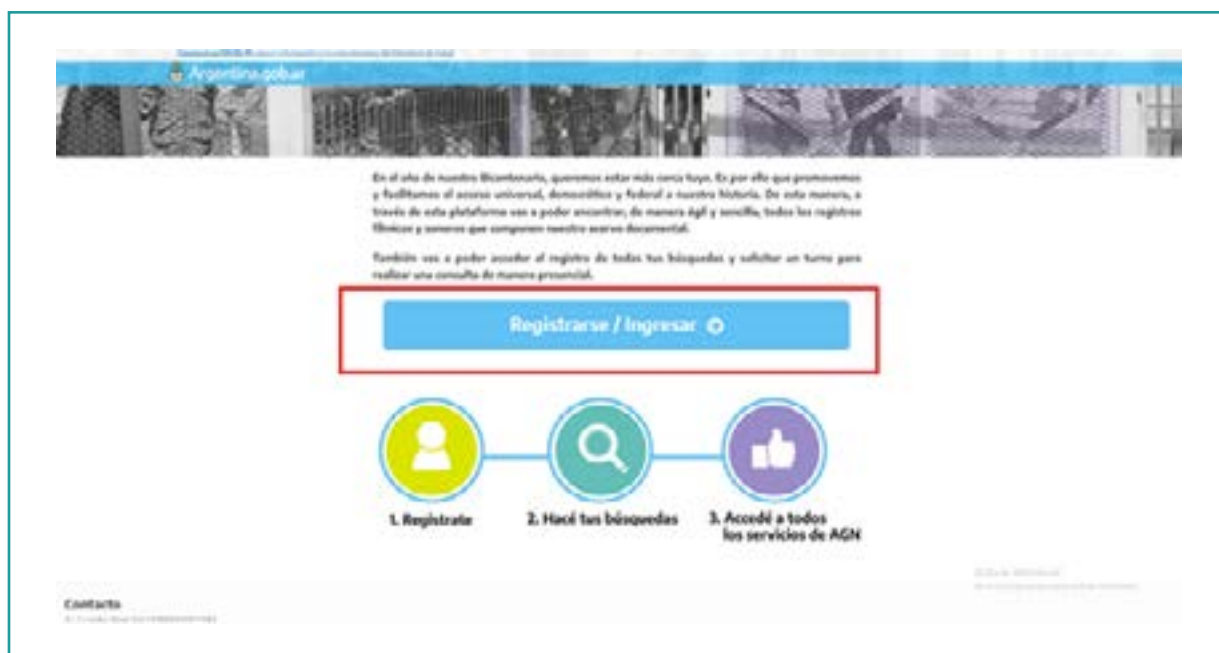 Argentina.gob.ar
En el año de nuestro Bicentenario, queremos estar más cerca tuyo. Es por ello que promovemos
y facilitamos el acceso universal, democrático y federal a nuestra historia. De esta manera, a
través de esta plataforma vas a poder encontrar, de manera ágil y sencilla, todos los registros
fílmicos y sonoros que componen nuestro acervo documental.
También vas a poder acceder al registro de todas tus búsquedas y solicitar un turno para
realizar una consulta de manera presencial.
Registrarse / Ingresar
1. Registrate
2. Hacé tus búsquedas
3. Accedé a todos
los servicios de AGN
Contacto